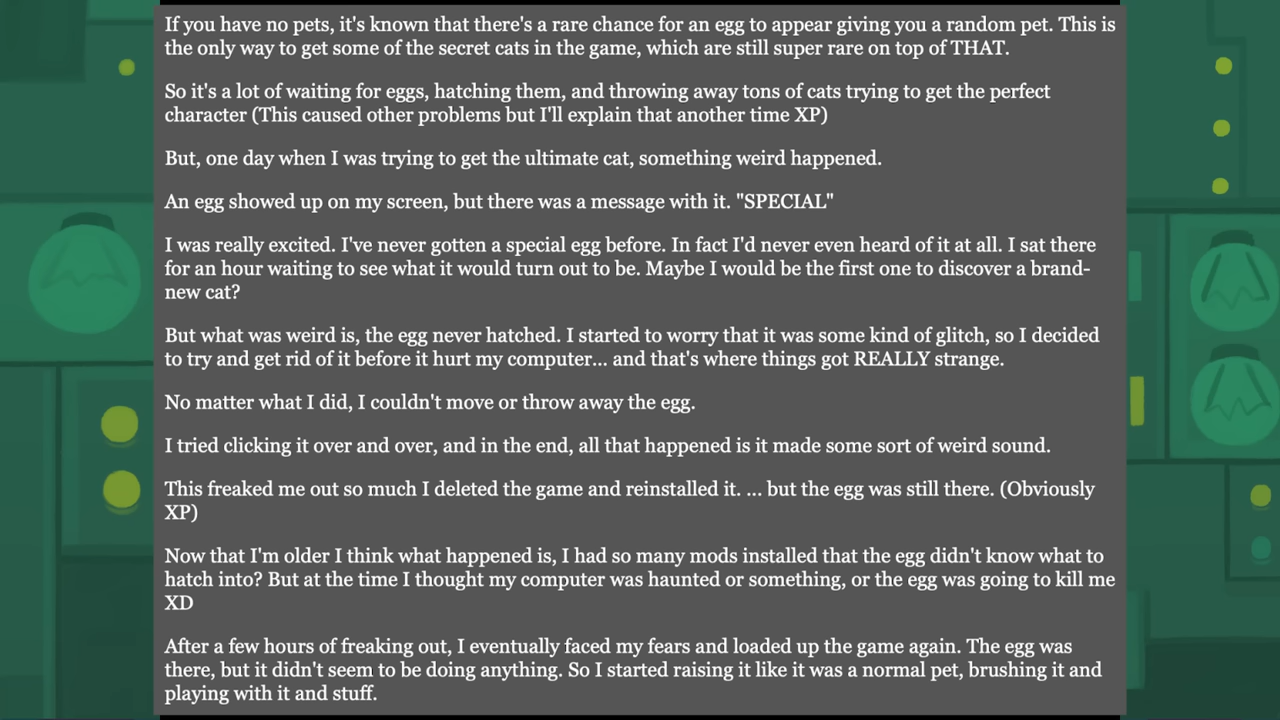 If you have no pets, it's known that there's a rare chance for an egg to appear giving you a random pet. This is
the only way to get some of the secret cats in the game, which are still super rare on top of THAT.
So it's a lot of waiting for eggs, hatching them, and throwing away tons of cats trying to get the perfect
character (This caused other problems but I'll explain that another time XP)
But, one day when I was trying to get the ultimate cat, something weird happened.
An egg showed up on my screen, but there was a message with it. "SPECIAL"
I was really excited. I've never gotten a special egg before. In fact I'd never even heard of it at all. I sat there
for an hour waiting to see what it would turn out to be. Maybe I would be the first one to discover a brand-
new cat?
But what was weird is, the egg never hatched. I started to worry that it was some kind of glitch, so I decided
to try and get rid of it before it hurt my computer... and that's where things got REALLY strange.
No matter what I did, I couldn't move or throw away the egg.
I tried clicking it over and over, and in the end, all that happened is it made some sort of weird sound.
This freaked me out so much I deleted the game and reinstalled it. ... but the egg was still there. (Obviously
XP)
Now that I'm older I think what happened is, I had so many mods installed that the egg didn't know what to
hatch into? But at the time I thought my computer was haunted or something, or the egg was going to kill me
XD
After a few hours of freaking out, I eventually faced my fears and loaded up the game again. The egg was
there, but it didn't seem to be doing anything. So I started raising it like it was a normal pet, brushing it and
playing with it and stuff.